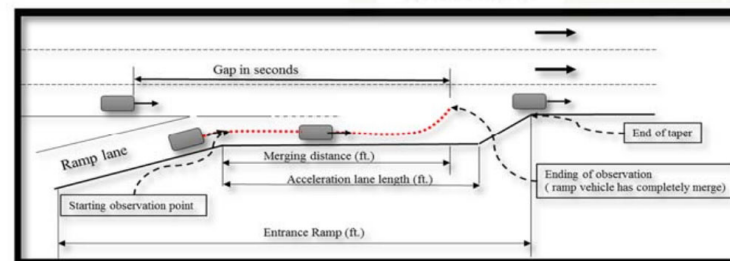 Gap in seconds
Ramp lane
End of taper
Merging distance (ft.)
Ending of observation
( ramp vehicle has completely merge)
Acceleration lane length (ft.)
Starting observation point
Entrance Ramp (ft.)